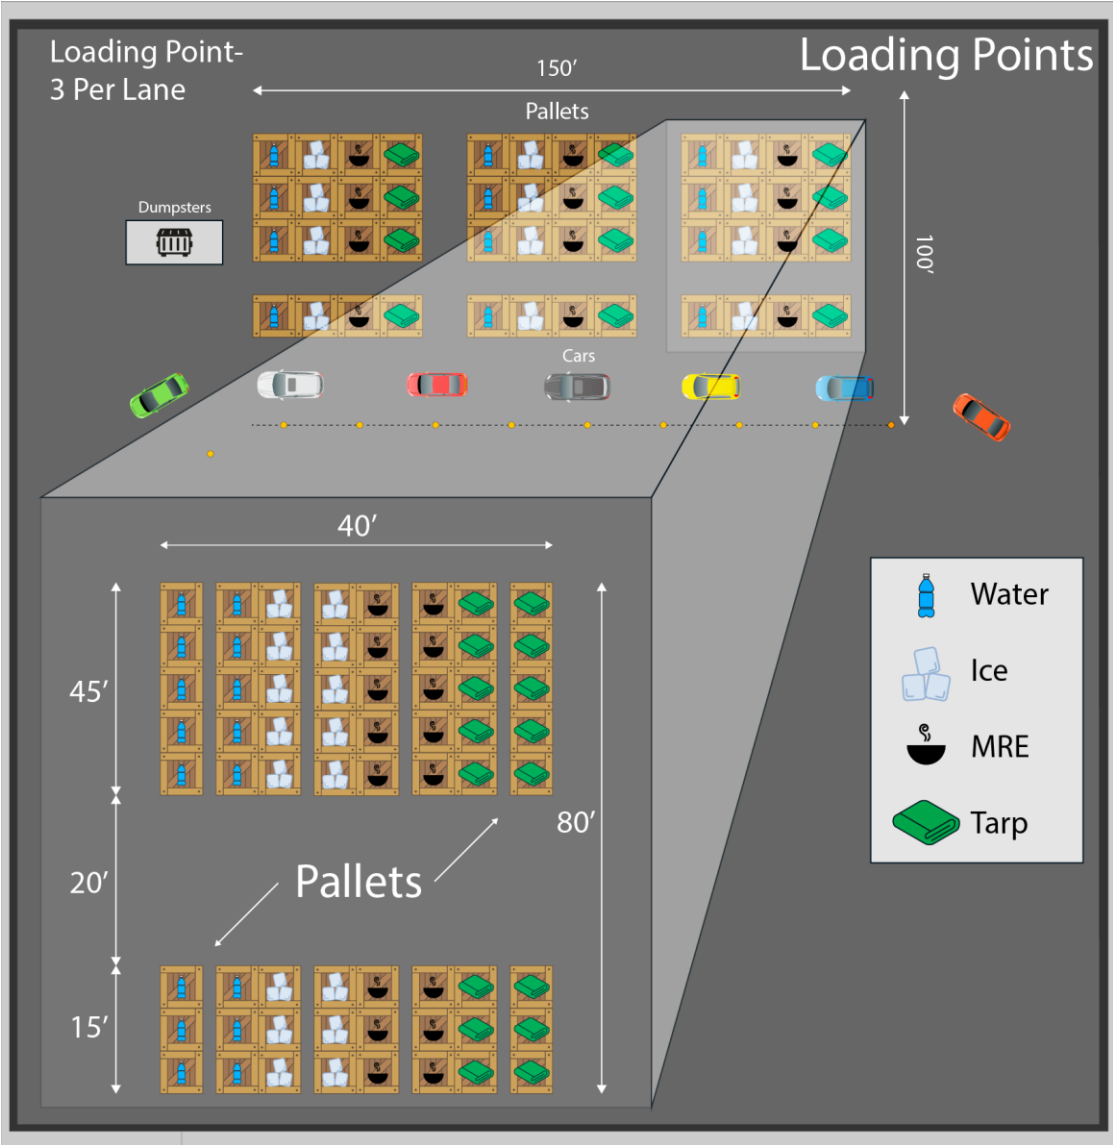 Loading Point-
3 Per Lane
Loading Points
150’
Pallets
Dumpsters
100’
Cars
40’
45’
80’
20’
Pallets
15’
Water
Ice
MRE
Tarp